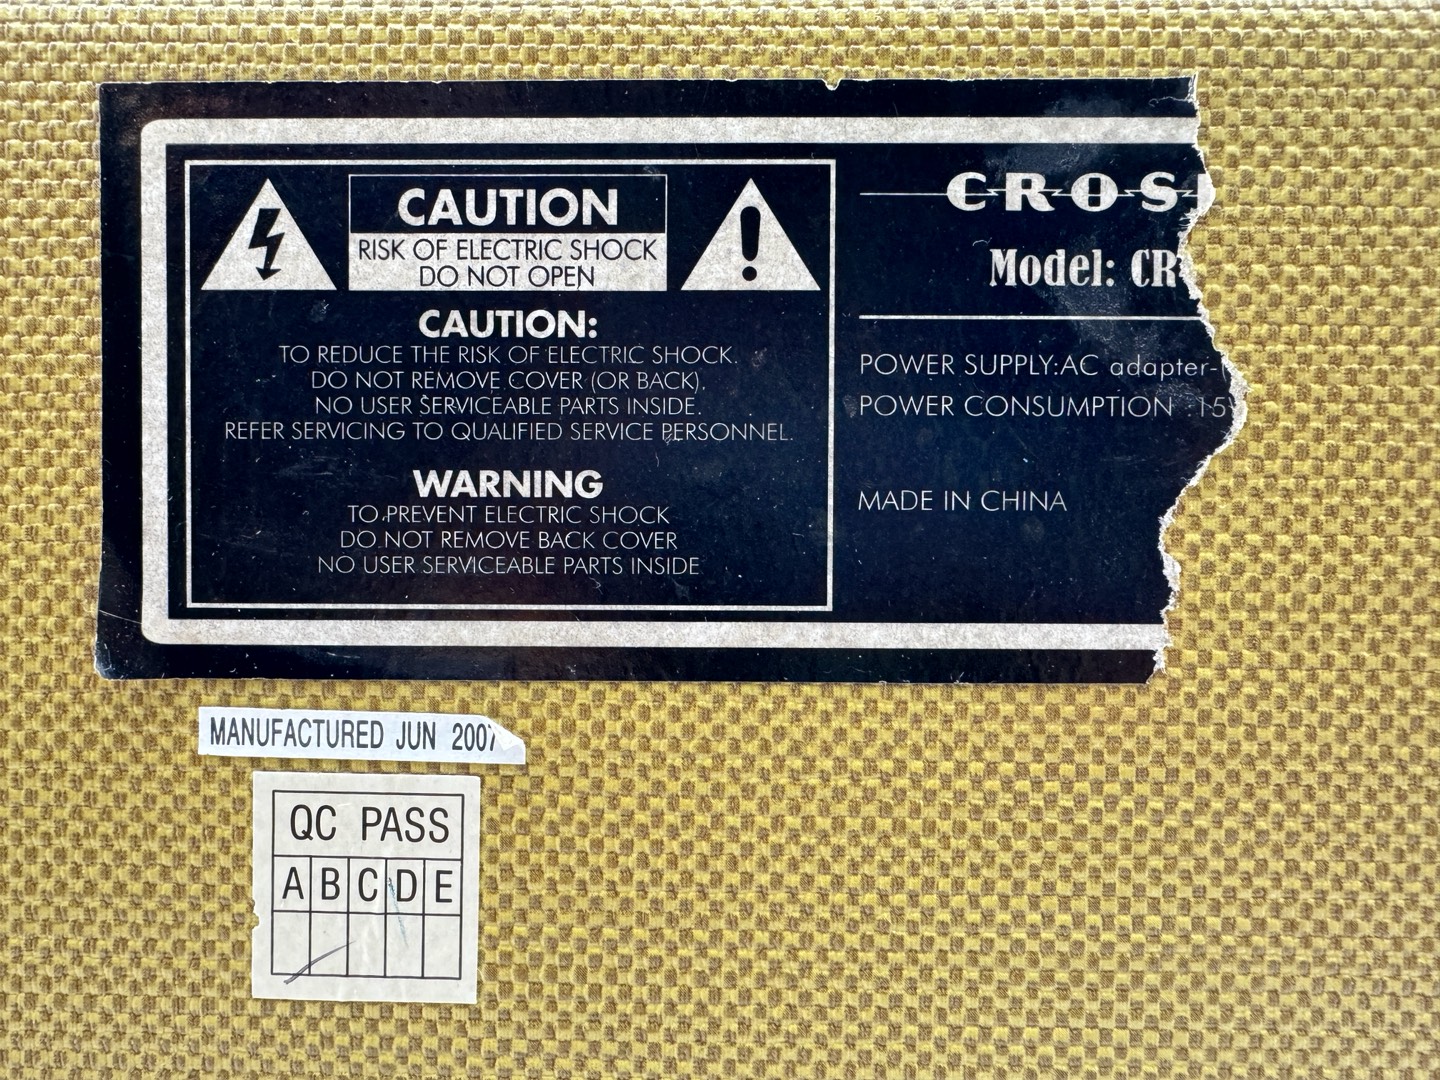 CAUTION
RISK OF ELECTRIC SHOCK
DO NOT OPEN
CAUTION:
TO REDUCE THE RISK OF ELECTRIC SHOCK.
DO NOT REMOVE COVER (OR BACK).
NO USER SERVICEABLE PARTS INSIDE.
REFER SERVICING TO QUALIFIED SERVICE PERSONNEL.
WARNING
TO PREVENT ELECTRIC SHOCK
DO NOT REMOVE BACK COVER
NO USER SERVICEABLE PARTS INSIDE
CROS
Model: CR
POWER SUPPLY:AC adapter-
POWER CONSUMPTION :15
MADE IN CHINA
MANUFACTURED JUN 2007
QC PASS
A B C D E